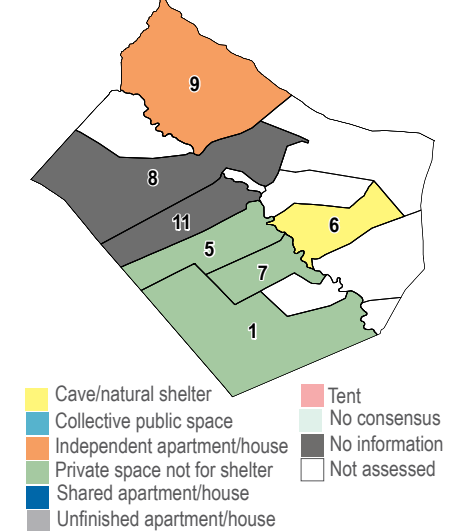 9
8
11
6
5
7
1
Cave/natural shelter
Collective public space
Independent apartment/house
Private space not for shelter
Shared apartment/house
Unfinished apartment/house
Tent
No consensus
No information
Not assessed